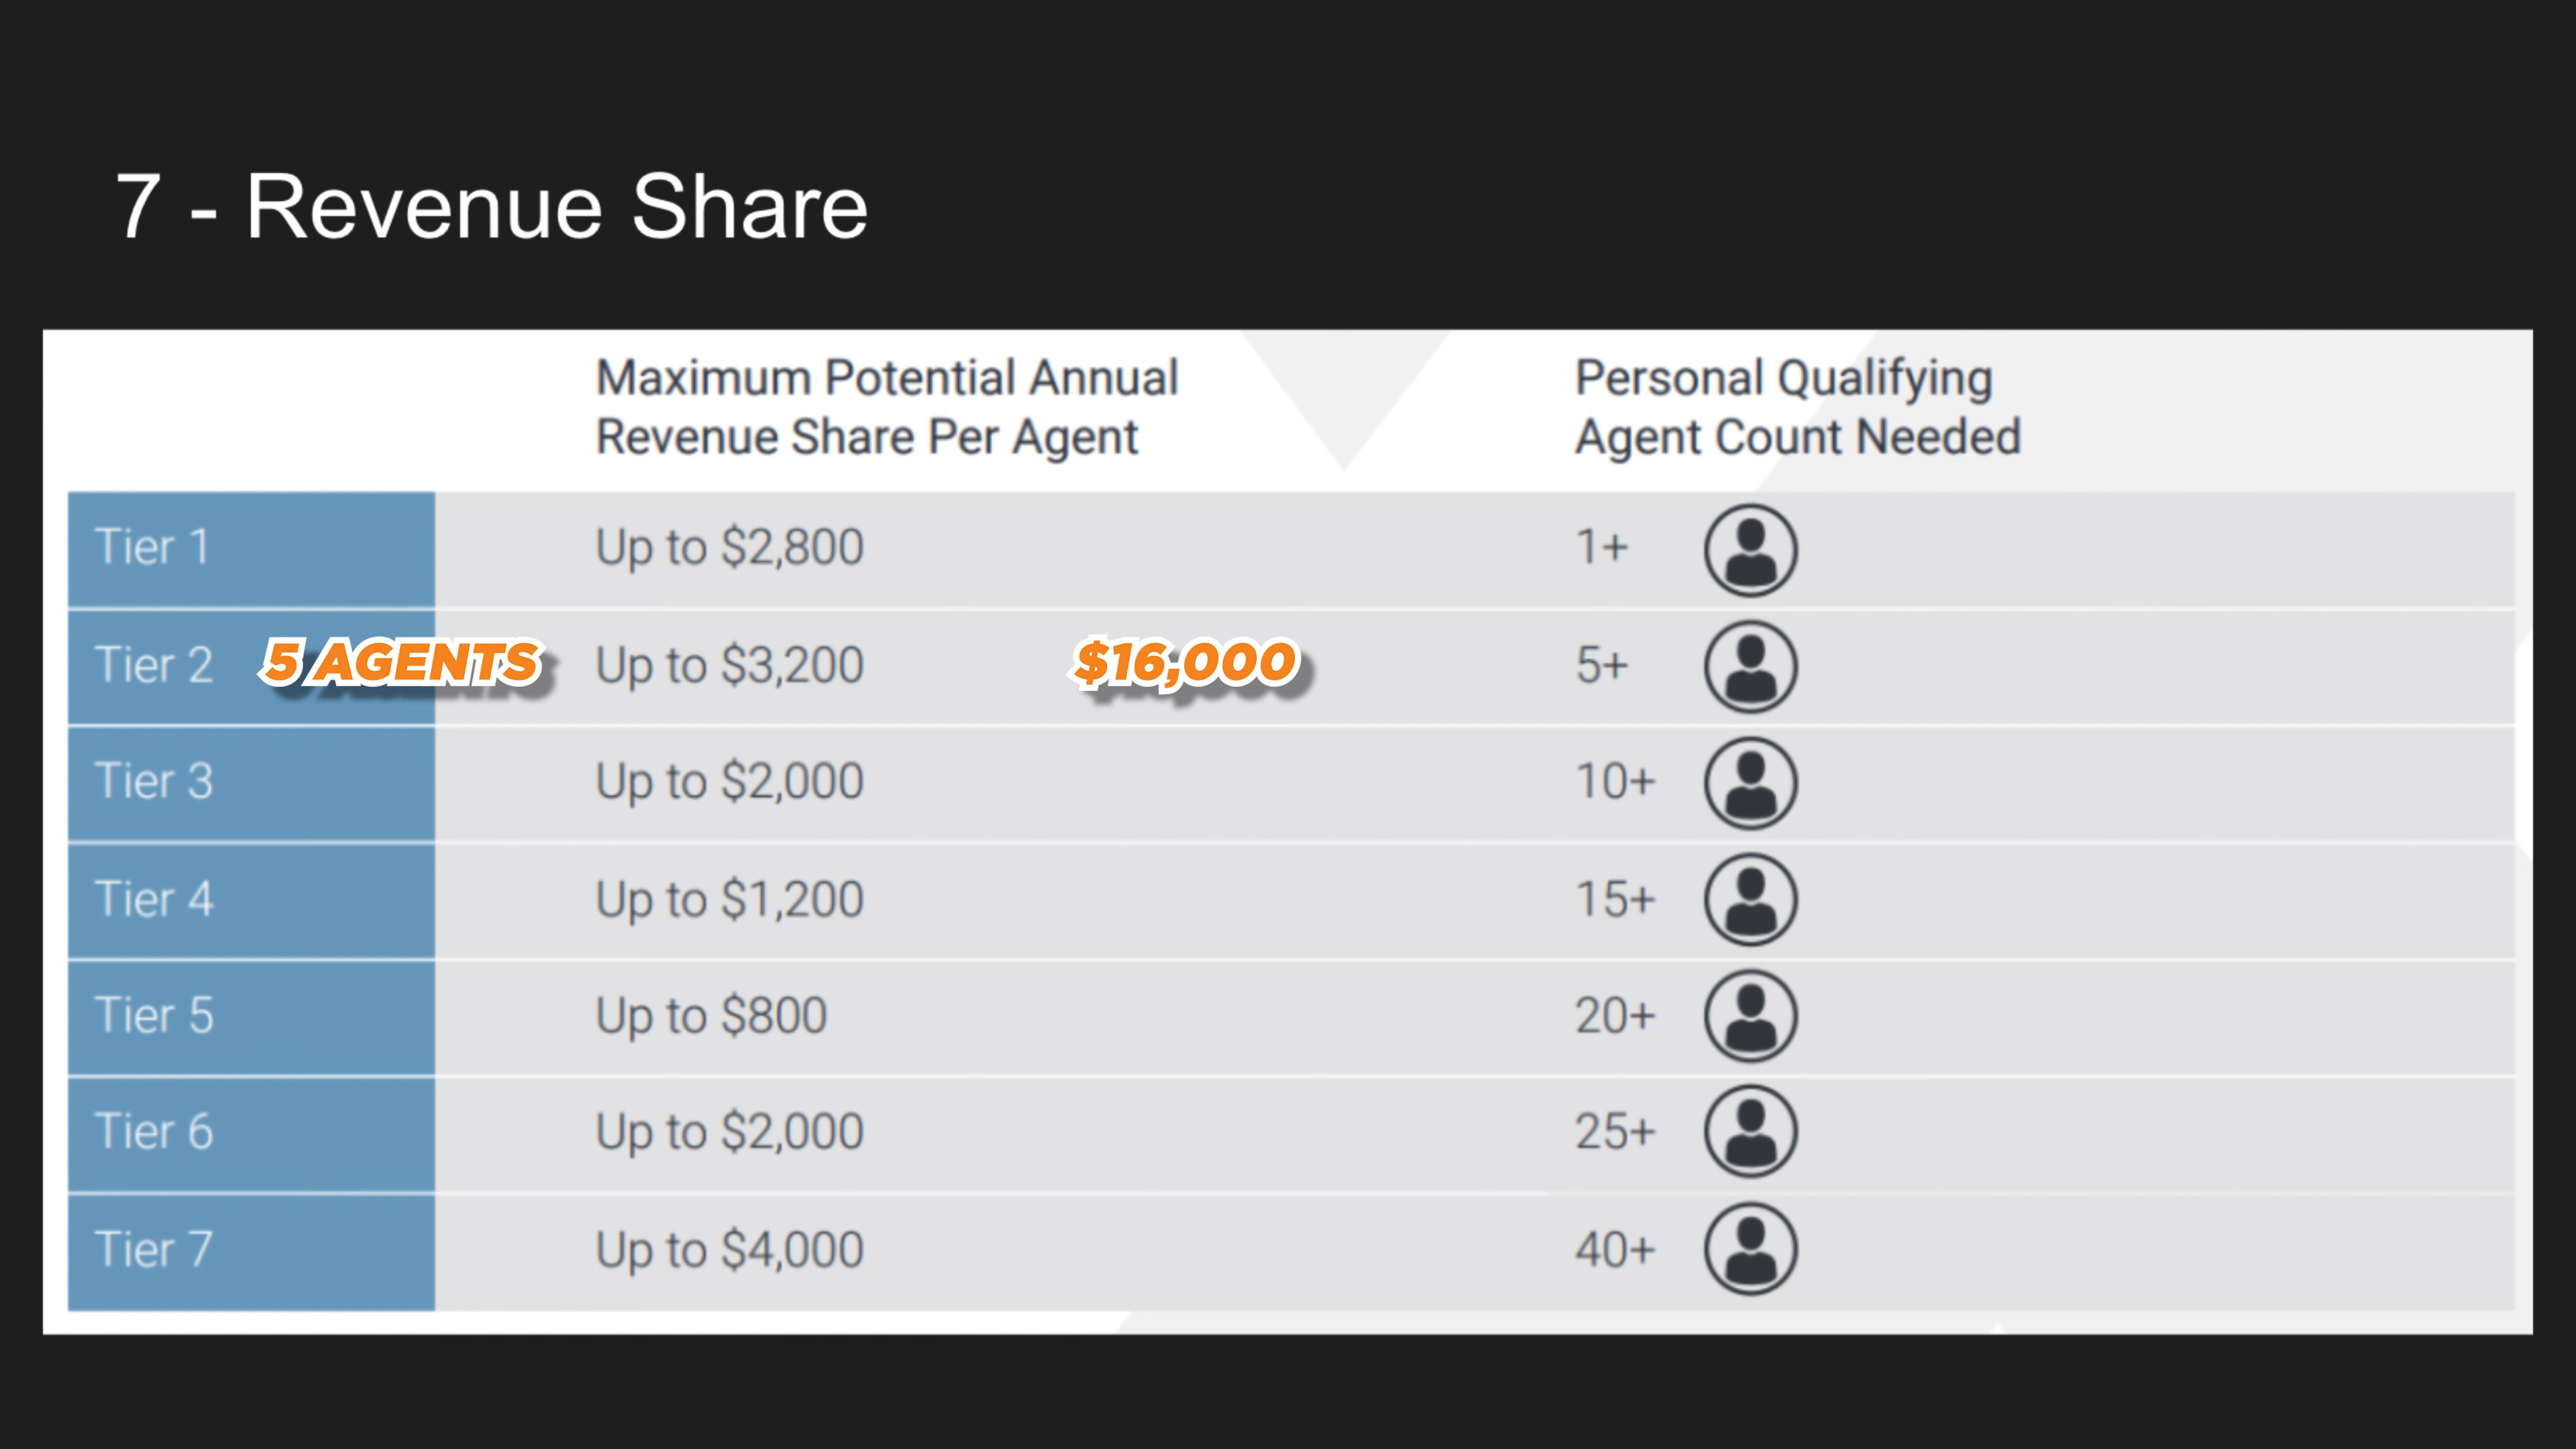 7 - Revenue Share
Maximum Potential Annual
Revenue Share Per Agent
Personal Qualifying
Agent Count Needed
Tier 1 Up to $2,800 1+
Tier 2 5 AGENTS Up to $3,200 $16,000 5+
Tier 3 Up to $2,000 10+
Tier 4 Up to $1,200 15+
Tier 5 Up to $800 20+
Tier 6 Up to $2,000 25+
Tier 7 Up to $4,000 40+